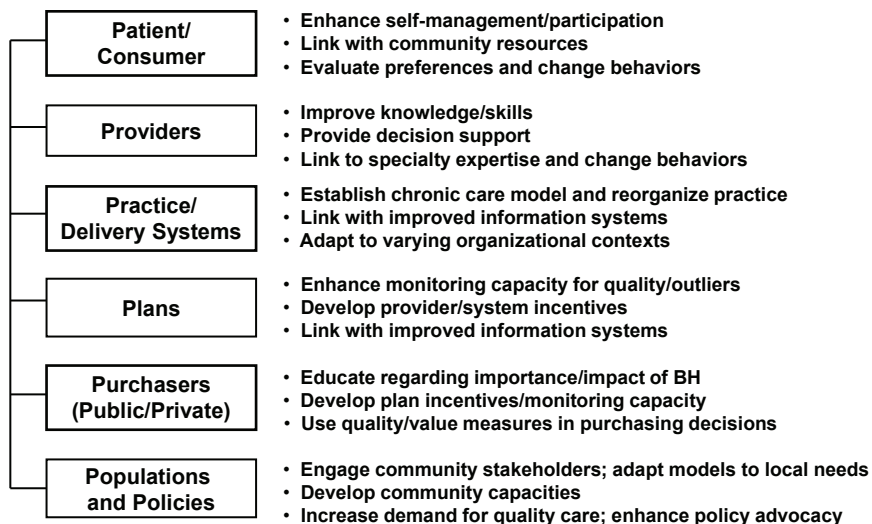 Patient/
Consumer
• Enhance self-management/participation
• Link with community resources
• Evaluate preferences and change behaviors
Providers
• Improve knowledge/skills
• Provide decision support
• Link to specialty expertise and change behaviors
Practice/
Delivery Systems
• Establish chronic care model and reorganize practice
• Link with improved information systems
• Adapt to varying organizational contexts
Plans
• Enhance monitoring capacity for quality/outliers
• Develop provider/system incentives
• Link with improved information systems
Purchasers
(Public/Private)
• Educate regarding importance/impact of BH
• Develop plan incentives/monitoring capacity
• Use quality/value measures in purchasing decisions
Populations
and Policies
• Engage community stakeholders; adapt models to local needs
• Develop community capacities
• Increase demand for quality care; enhance policy advocacy